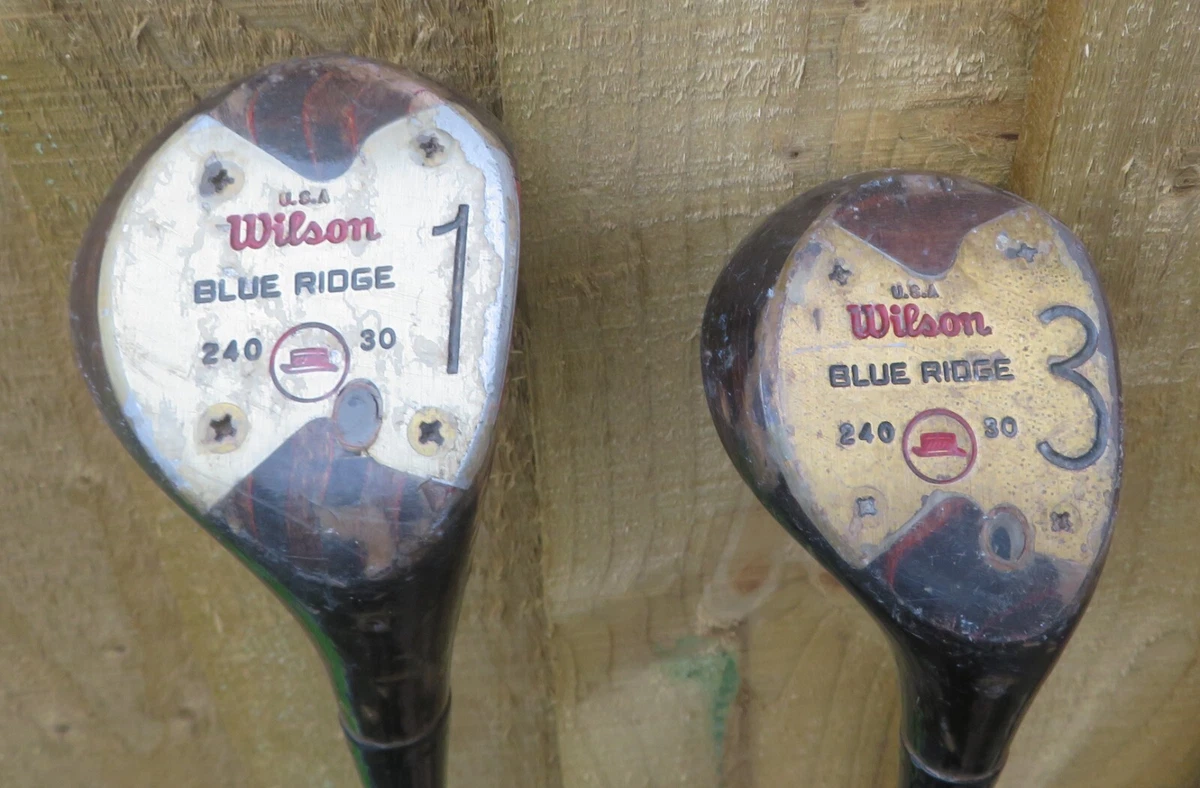 U.S.A
Wilson
BLUE RIDGE
240 30
1
U.S.A
Wilson
BLUE RIDGE
240 30
3